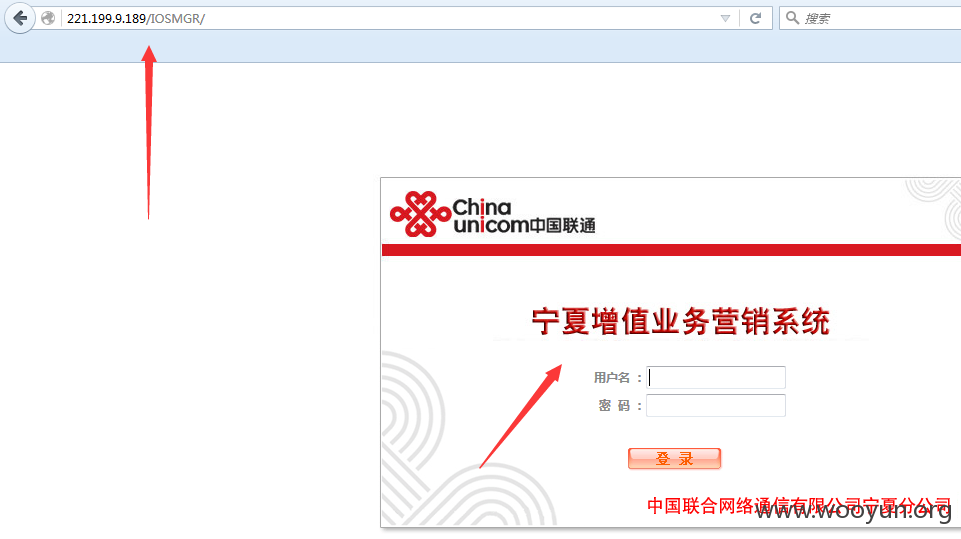 221.199.9.189/IOSMGR/
搜索
China
unicom中国联通
宁夏增值业务营销系统
用户名 :
密 码 :
登 录
中国联合网络通信有限公司宁夏分公司
www.wooyun.org